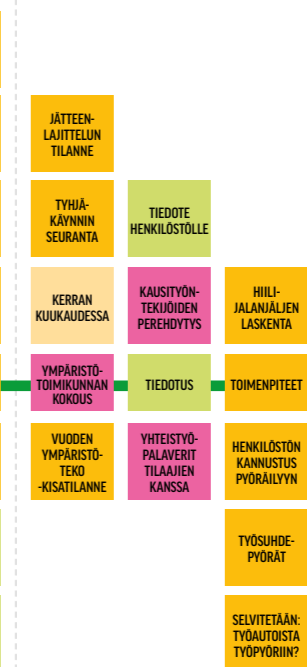 JÄTTEEN-
LAJITTELUN
TILANNE
TYHJÄ-
KÄYNNIN
SEURANTA
TIEDOTE
HENKILÖSTÖLLE
KERRAN
KUUKAUDESSA
KAUSITYÖN-
TEKIJÖIDEN
PEREHDYTYS
HIILI-
JALANJÄLJEN
LASKENTA
YMPÄRISTÖ-
TOIMIKUNNAN
KOKOUS
TIEDOTUS
TOIMENPITEET
VUODEN
YMPÄRISTÖ-
TEKO
-KISATILANNE
YHTEISTYÖ-
PALAVERIT
TILAAJIEN
KANSSA
HENKILÖSTÖN
KANNUSTUS
PYÖRÄILYYN
TYÖSUHDE-
PYÖRÄT
SELVITETÄÄN:
TYÖAUTOISTA
TYÖPYÖRIIN?